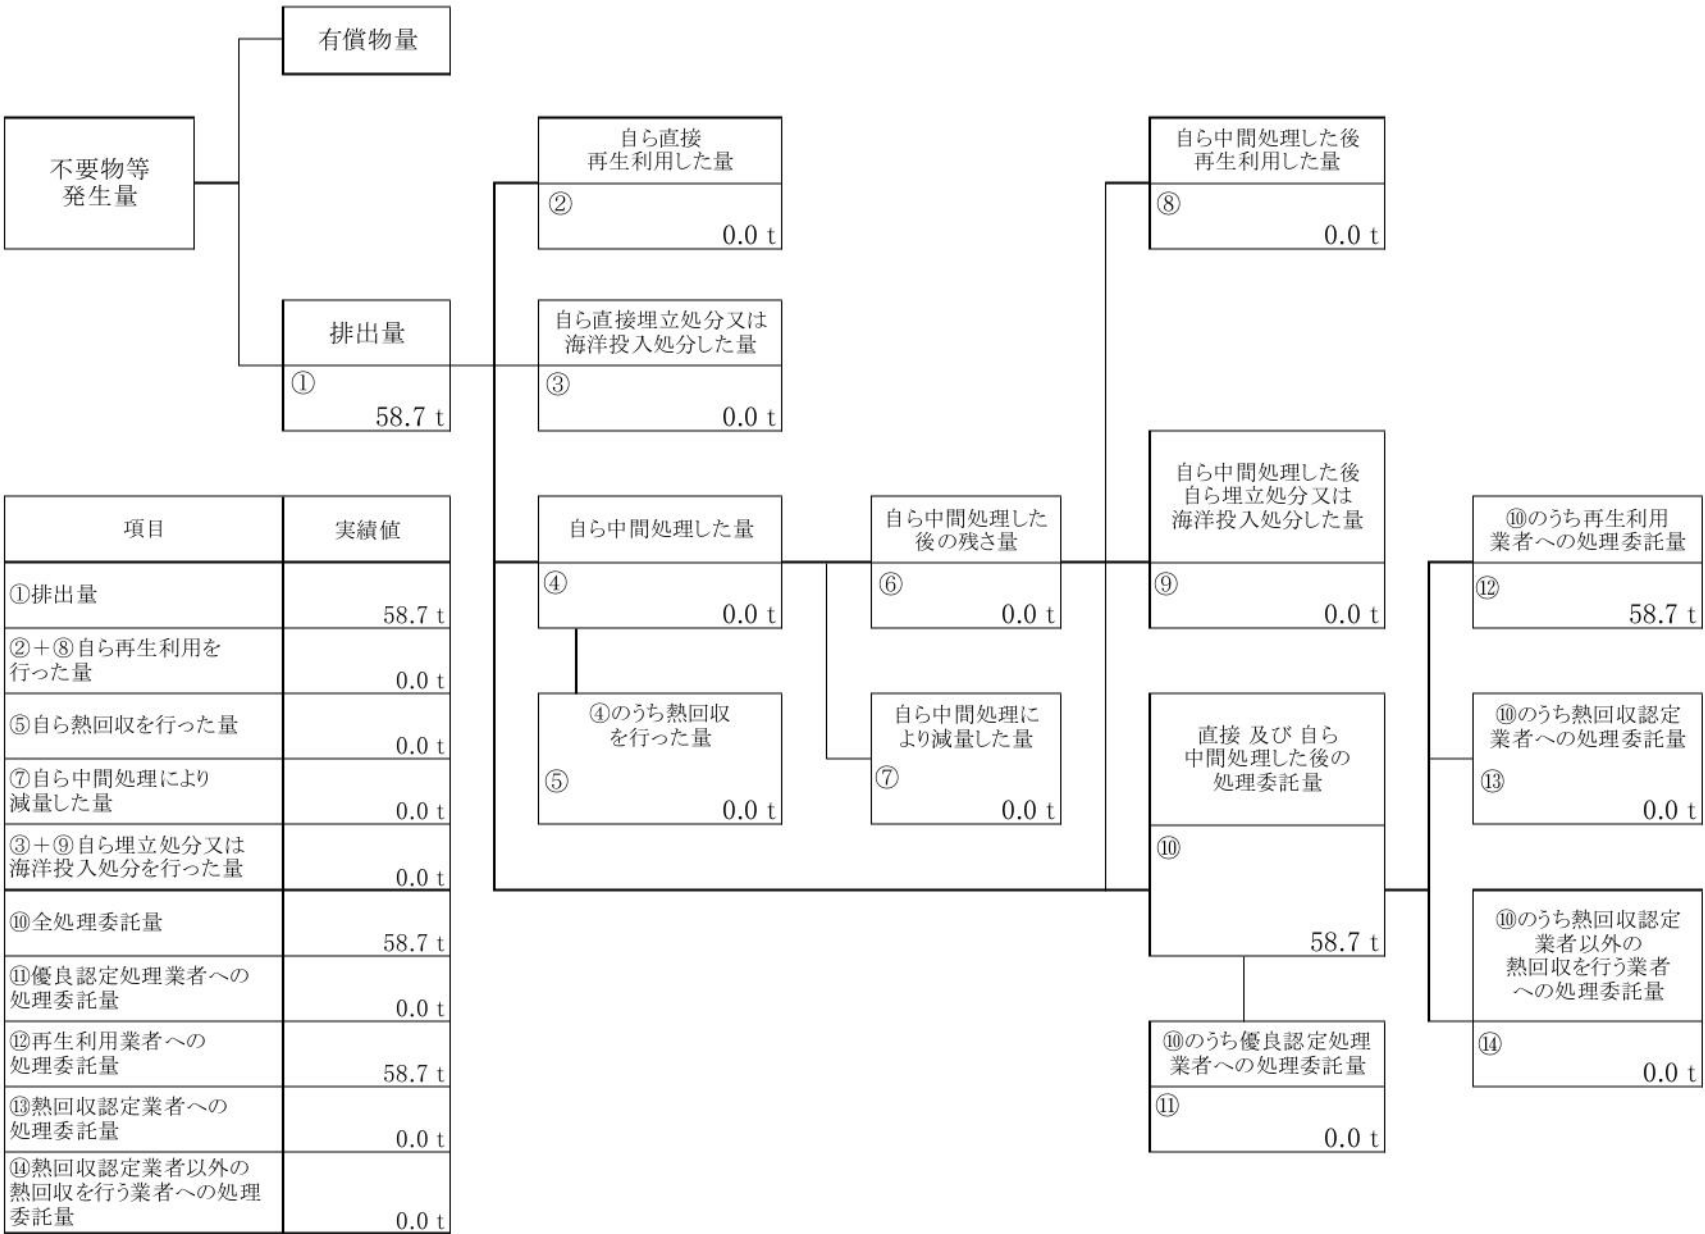 有償物量
不要物等
発生量
自ら直接
再生利用した量
②
0.0 t
自ら中間処理した後
再生利用した量
⑧
0.0 t
排出量
①
58.7 t
自ら直接埋立処分又は
海洋投入処分した量
③
0.0 t
自ら中間処理した量
④
0.0 t
自ら中間処理した
後の残さ量
⑥
0.0 t
自ら中間処理した後
自ら埋立処分又は
海洋投入処分した量
⑨
0.0 t
⑩のうち再生利用
業者への処理委託量
⑫
58.7 t
④のうち熱回収
を行った量
⑤
0.0 t
自ら中間処理に
より減量した量
⑦
0.0 t
直接 及び 自ら
中間処理した後の
処理委託量
⑩
58.7 t
⑩のうち熱回収認定
業者への処理委託量
⑬
0.0 t
⑩のうち熱回収認定
業者以外の
熱回収を行う業者
への処理委託量
⑭
0.0 t
⑩のうち優良認定処理
業者への処理委託量
⑪
0.0 t
項目 実績値
①排出量
58.7 t
②＋⑧自ら再生利用を
行った量
0.0 t
⑤自ら熱回収を行った量
0.0 t
⑦自ら中間処理により
減量した量
0.0 t
③＋⑨自ら埋立処分又は
海洋投入処分を行った量
0.0 t
⑩全処理委託量
58.7 t
⑪優良認定処理業者への
処理委託量
0.0 t
⑫再生利用業者への
処理委託量
58.7 t
⑬熱回収認定業者への
処理委託量
0.0 t
⑭熱回収認定業者以外の
熱回収を行う業者への処理
委託量
0.0 t